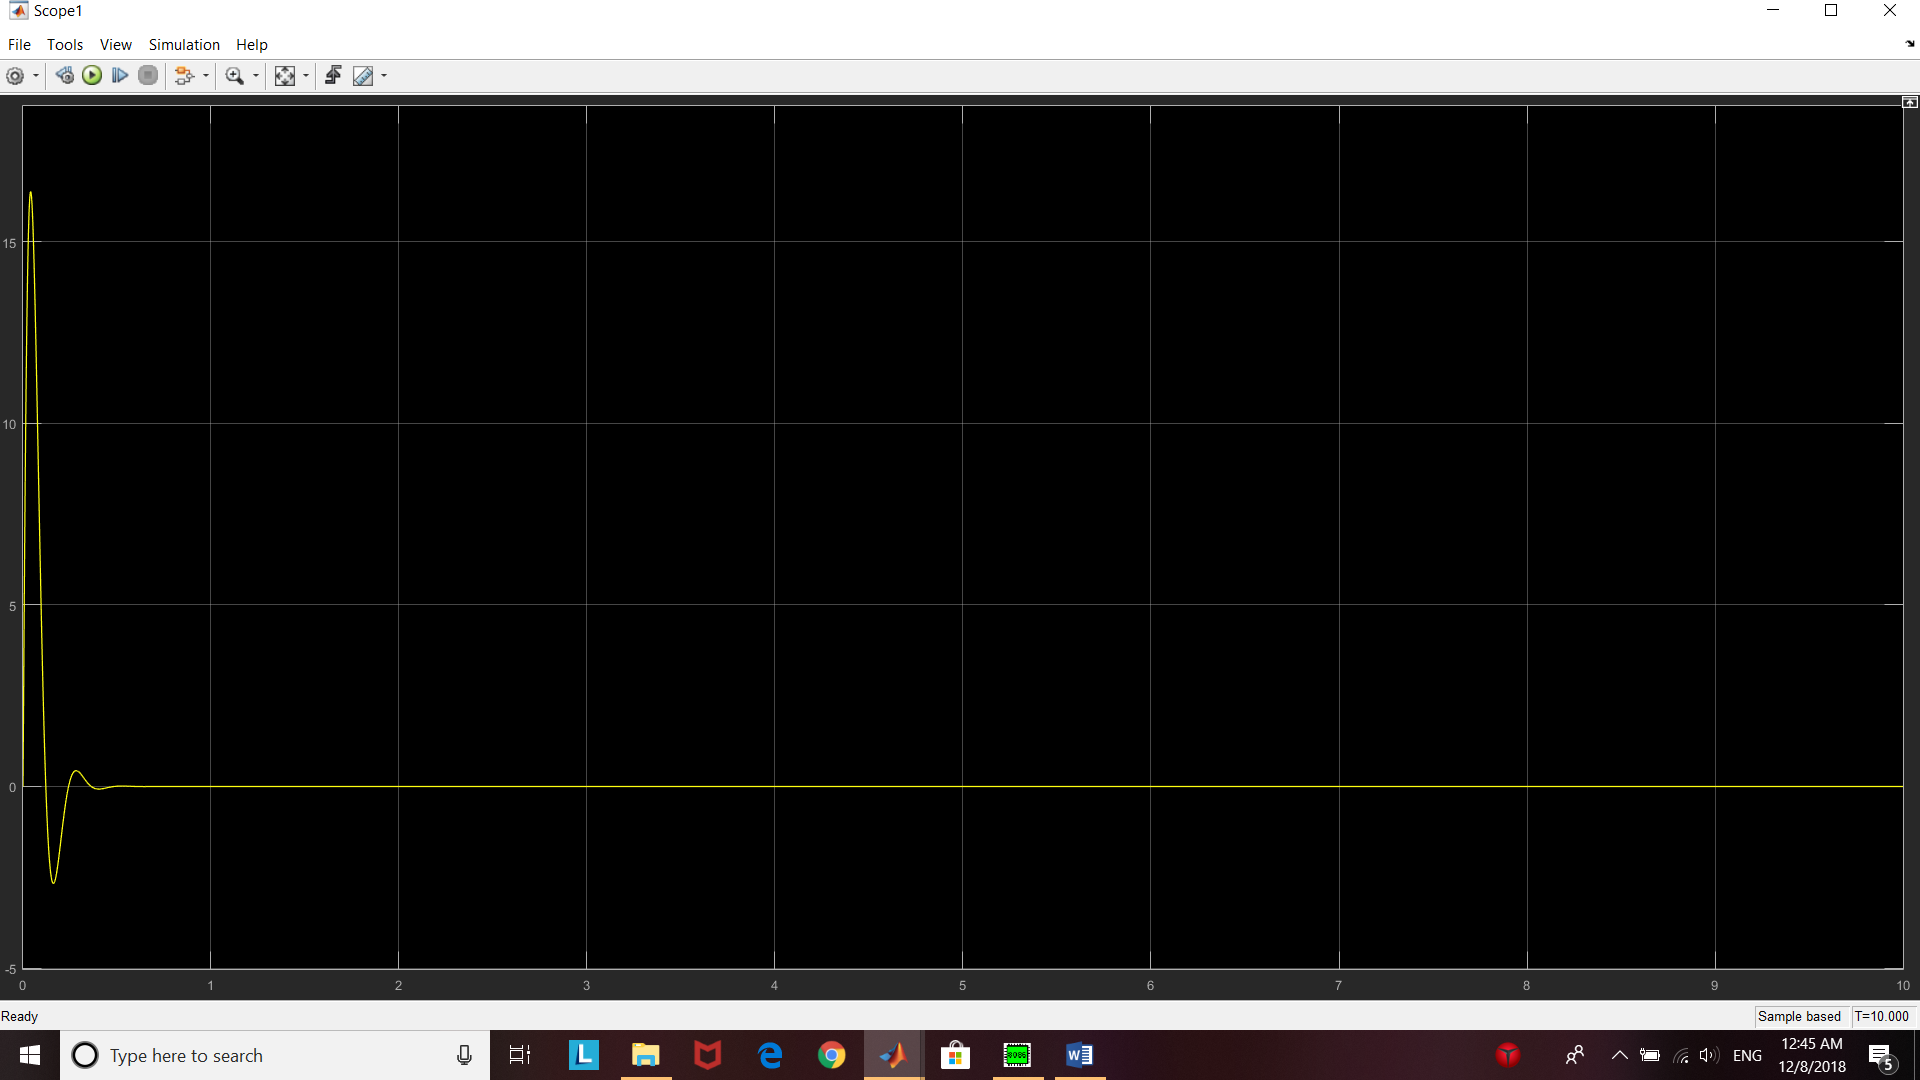 Scope1
File Tools View Simulation Help
15
10
5
0
-5
0 1 2 3 4 5 6 7 8 9 10
Ready
Sample based T=10.000
Type here to search
L
8086
W
ENG
12:45 AM
12/8/2018
5